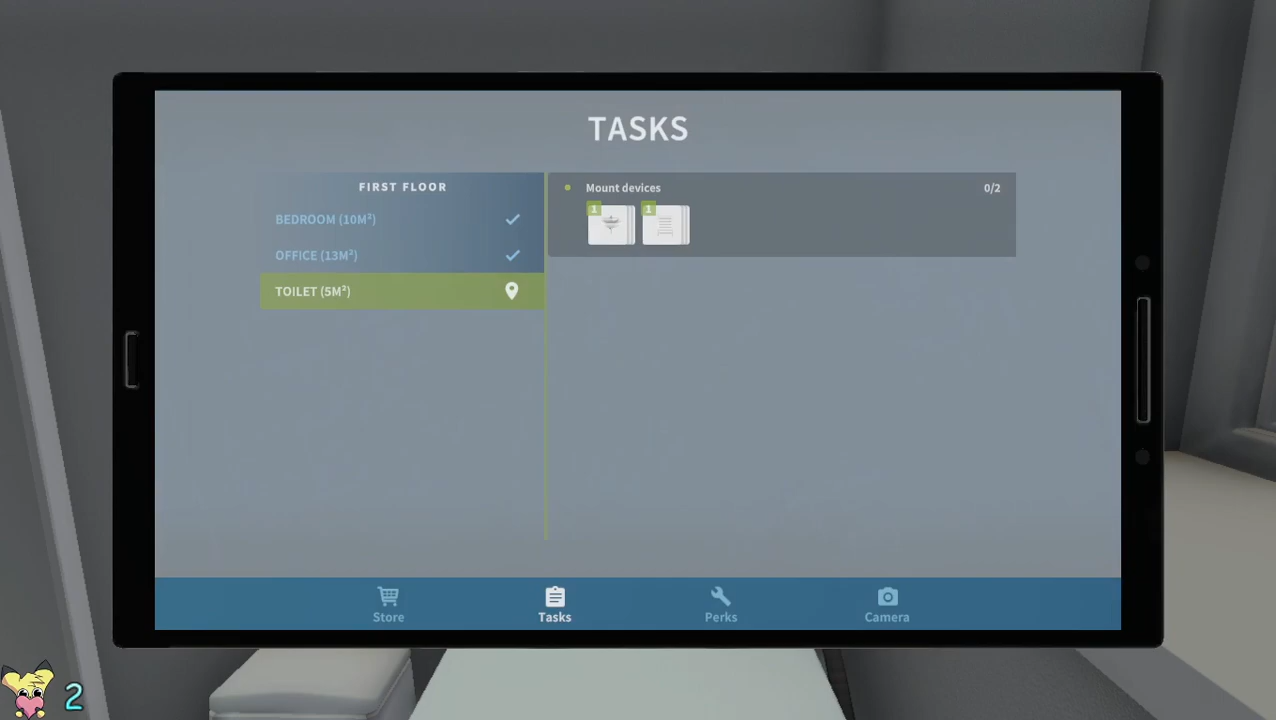 TASKS
FIRST FLOOR
BEDROOM (10M²)
OFFICE (13M²)
TOILET (5M²)
Mount devices 0/2
1 1
Store Tasks Perks Camera
2